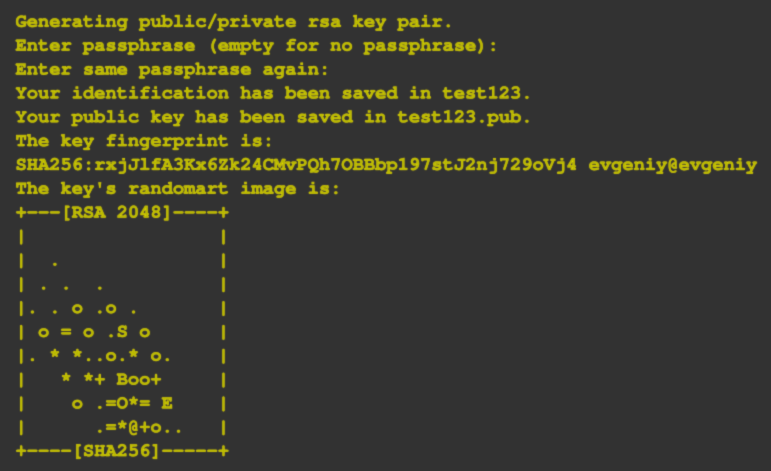 Generating public/private rsa key pair.
Enter passphrase (empty for no passphrase):
Enter same passphrase again:
Your identification has been saved in test123.
Your public key has been saved in test123.pub.
The key fingerprint is:
SHA256:rxjJlfA3Kx6Zk24CMvPQh7OBBbpl97stJ2nj729oVj4 evgeniy@evgeniy
The key's randomart image is:
+---[RSA 2048]----+
|                 |
|  .              |
| . .  .          |
|. . o .o .       |
| o = o .S o      |
|. * *..o.* o.    |
|   * *+ Boo+     |
|    o .=O*= E    |
|      .=*@+o..   |
+----[SHA256]-----+